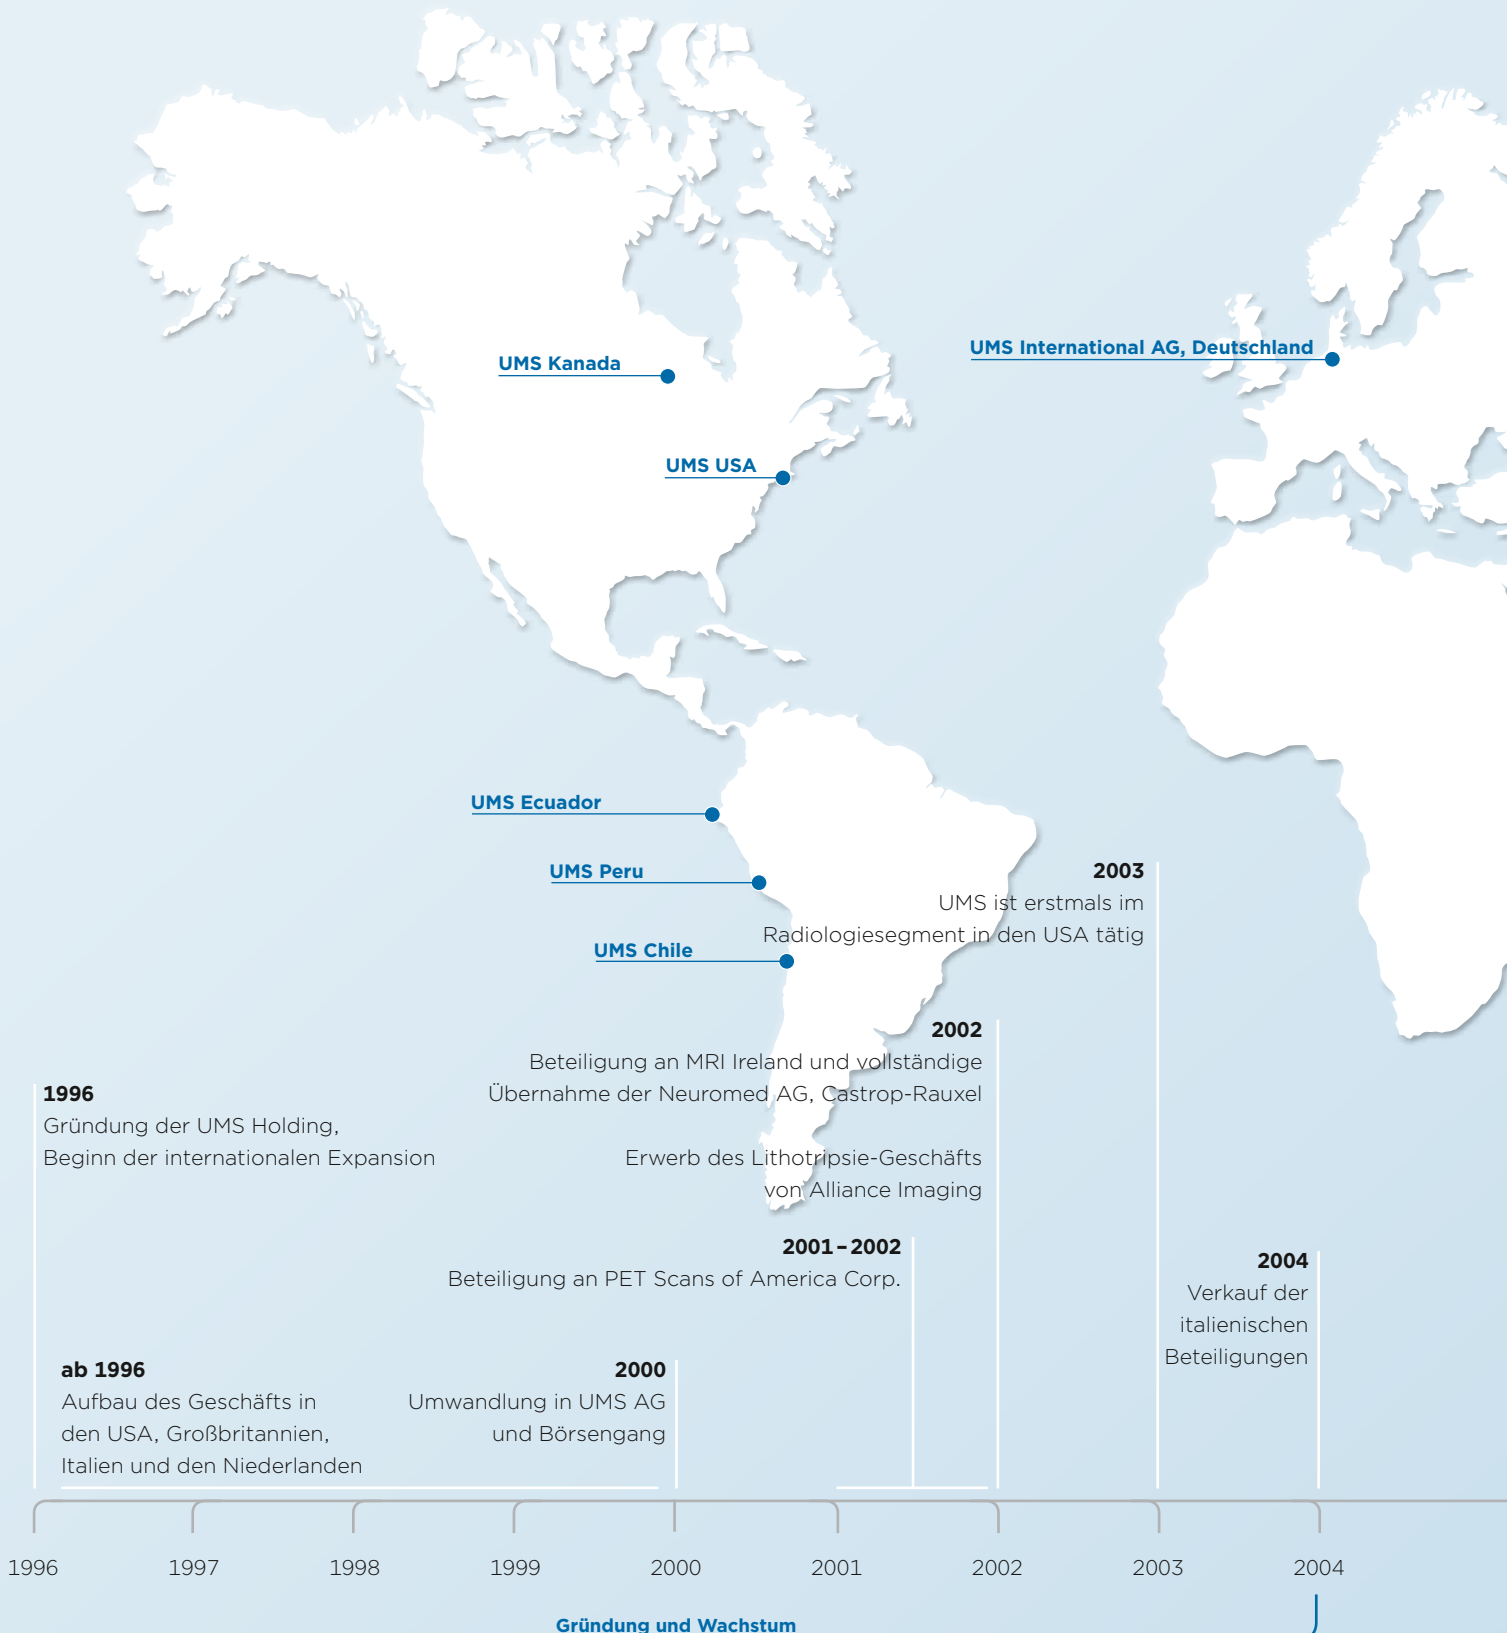 UMS Kanada
UMS International AG, Deutschland
UMS USA
UMS Ecuador
UMS Peru
UMS Chile
2003
UMS ist erstmals im
Radiologiesegment in den USA tätig
2002
Beteiligung an MRI Ireland und vollständige
Übernahme der Neuromed AG, Castrop-Rauxel
Erwerb des Lithotripsie-Geschäfts
von Alliance Imaging
1996
Gründung der UMS Holding,
Beginn der internationalen Expansion
2001–2002
Beteiligung an PET Scans of America Corp.
2004
Verkauf der
italienischen
Beteiligungen
ab 1996
Aufbau des Geschäfts in
den USA, Großbritannien,
Italien und den Niederlanden
2000
Umwandlung in UMS AG
und Börsengang
1996 1997 1998 1999 2000 2001 2002 2003 2004
Gründung und Wachstum